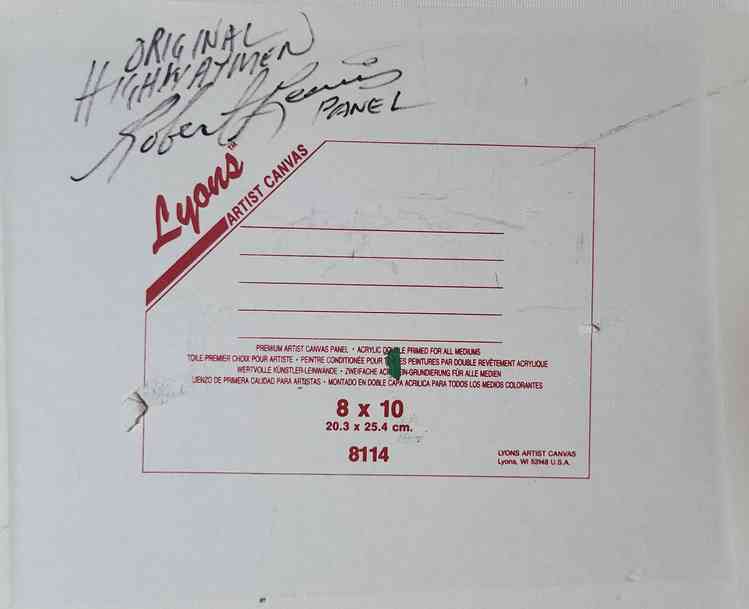 ORIGINAL
HIGHWAYMEN
Robert Lewis
PANEL
Lyons™
ARTIST CANVAS
PREMIUM ARTIST CANVAS PANEL • ACRYLIC DOUBLE PRIMED FOR ALL MEDIUMS
TOILE PREMIER CHOIX POUR ARTISTE • PEINTRE CONDITIONÉE POUR TOUTES PEINTURES PAR DOUBLE REVÊTEMENT ACRYLIQUE
WERTVOLLE KÜNSTLER-LEINWÄNDE • ZWEIFACHE ACRYLIN-GRUNDIERUNG FÜR ALLE MEDIEN
LIENZO DE PRIMERA CALIDAD PARA ARTISTAS • MONTADO EN DOBLE CAPA ACRILICA PARA TODOS LOS MEDIOS COLORANTES
8 x 10
20.3 x 25.4 cm.
8114
LYONS ARTIST CANVAS
Lyons, WI 53148 U.S.A.